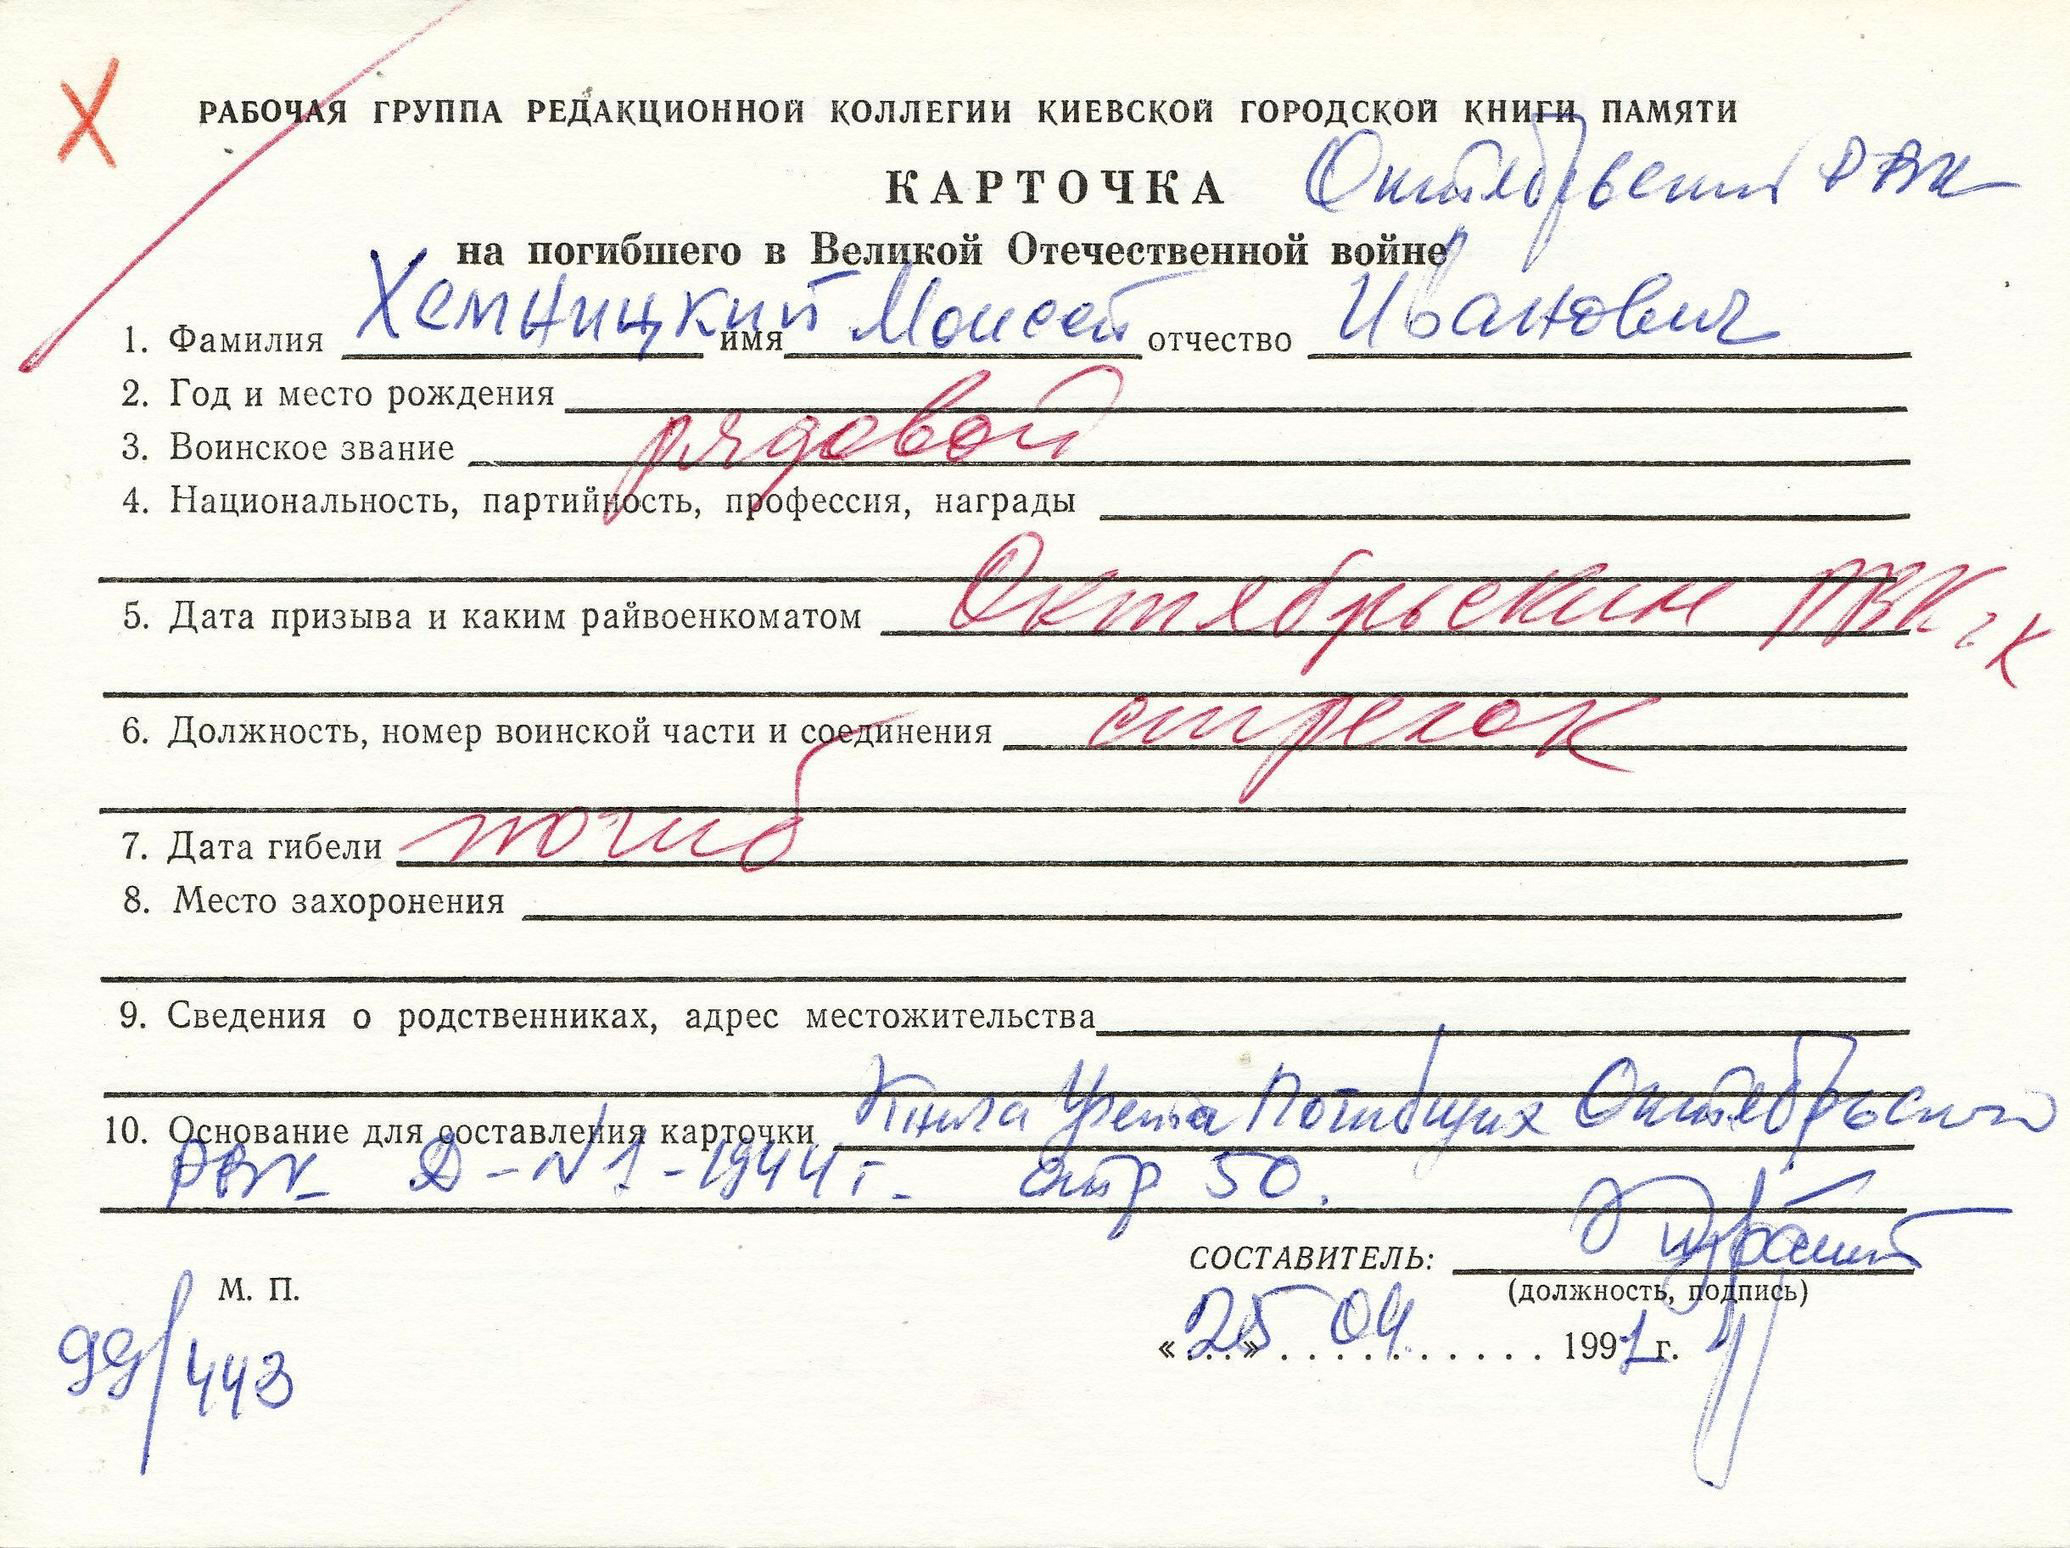 Х
РАБОЧАЯ ГРУППА РЕДАКЦИОННОЙ КОЛЛЕГИИ КИЕВСКОЙ ГОРОДСКОЙ КНИГИ ПАМЯТИ
КАРТОЧКА Октябрьский РВК
на погибшего в Великой Отечественной войне
1. Фамилия Хемницкий имя Моисей отчество Иванович
2. Год и место рождения
3. Воинское звание рядовой
4. Национальность, партийность, профессия, награды
5. Дата призыва и каким райвоенкоматом Октябрьским РВК г. К
6. Должность, номер воинской части и соединения стрелок
7. Дата гибели погиб
8. Место захоронения
9. Сведения о родственниках, адрес местожительства
10. Основание для составления карточки Книга Учета Погибших Октябрьского
РВК Д-N1-1944г. стр 50.
СОСТАВИТЕЛЬ:
М. П. (должность, подпись)
«25» 04. 1991 г.
99/443